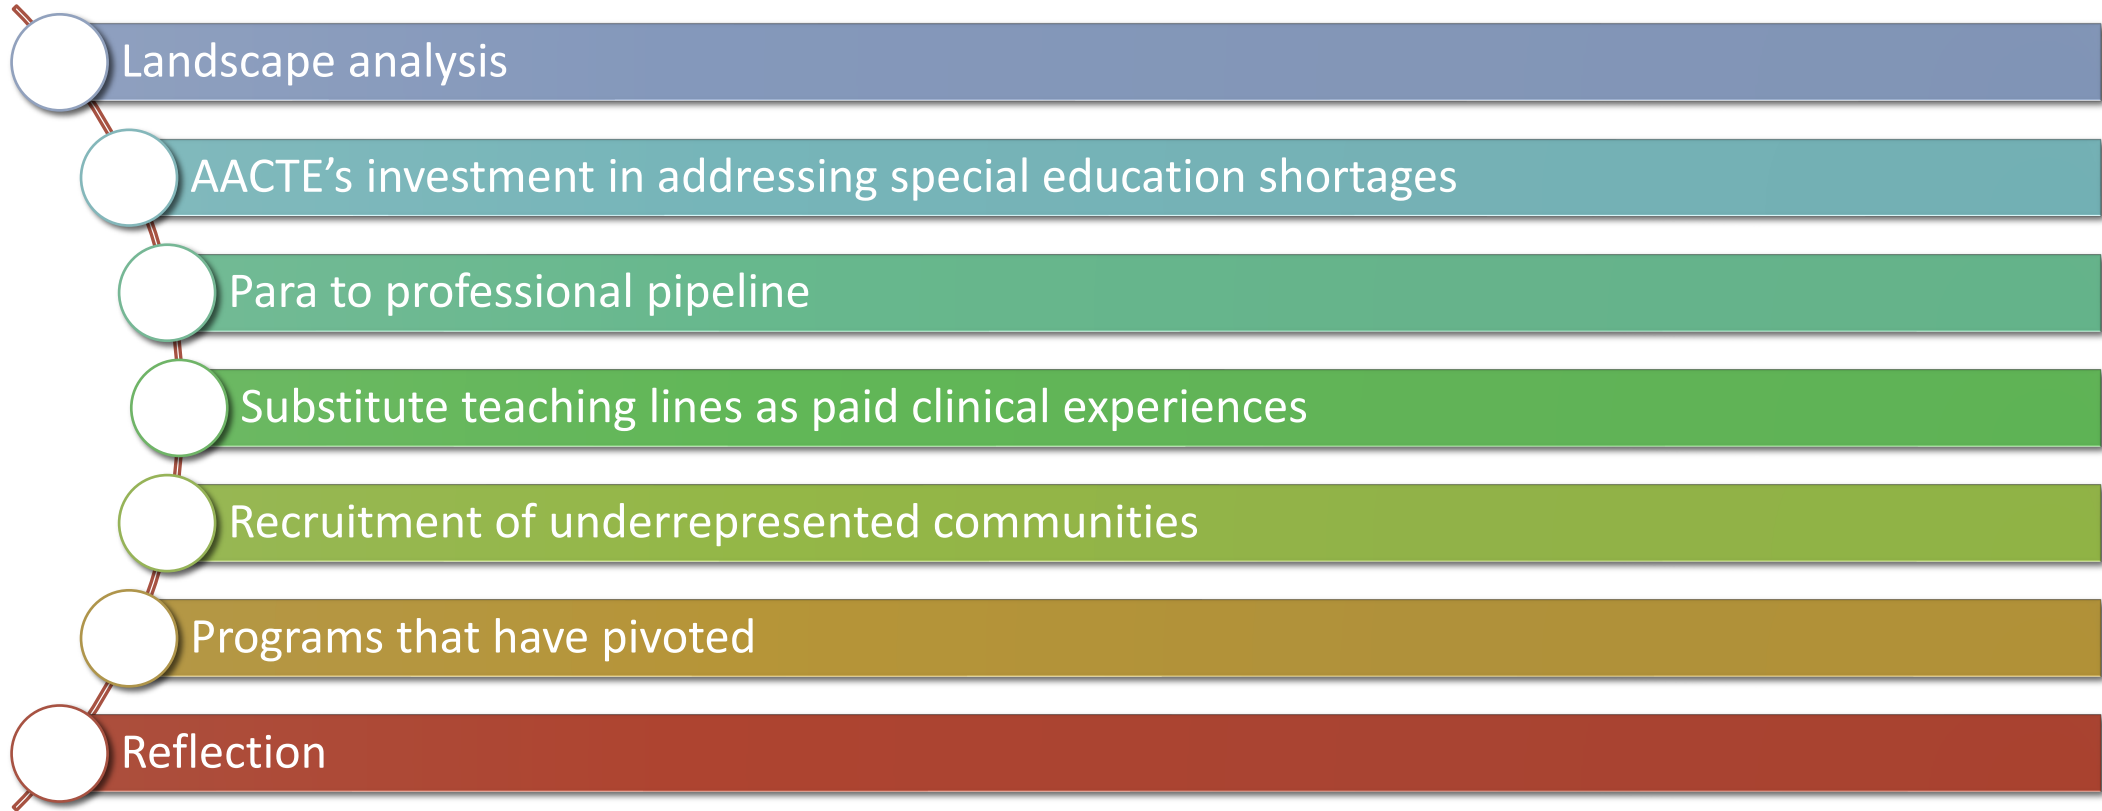 Landscape analysis
AACTE’s investment in addressing special education shortages
Para to professional pipeline
Substitute teaching lines as paid clinical experiences
Recruitment of underrepresented communities
Programs that have pivoted
Reflection